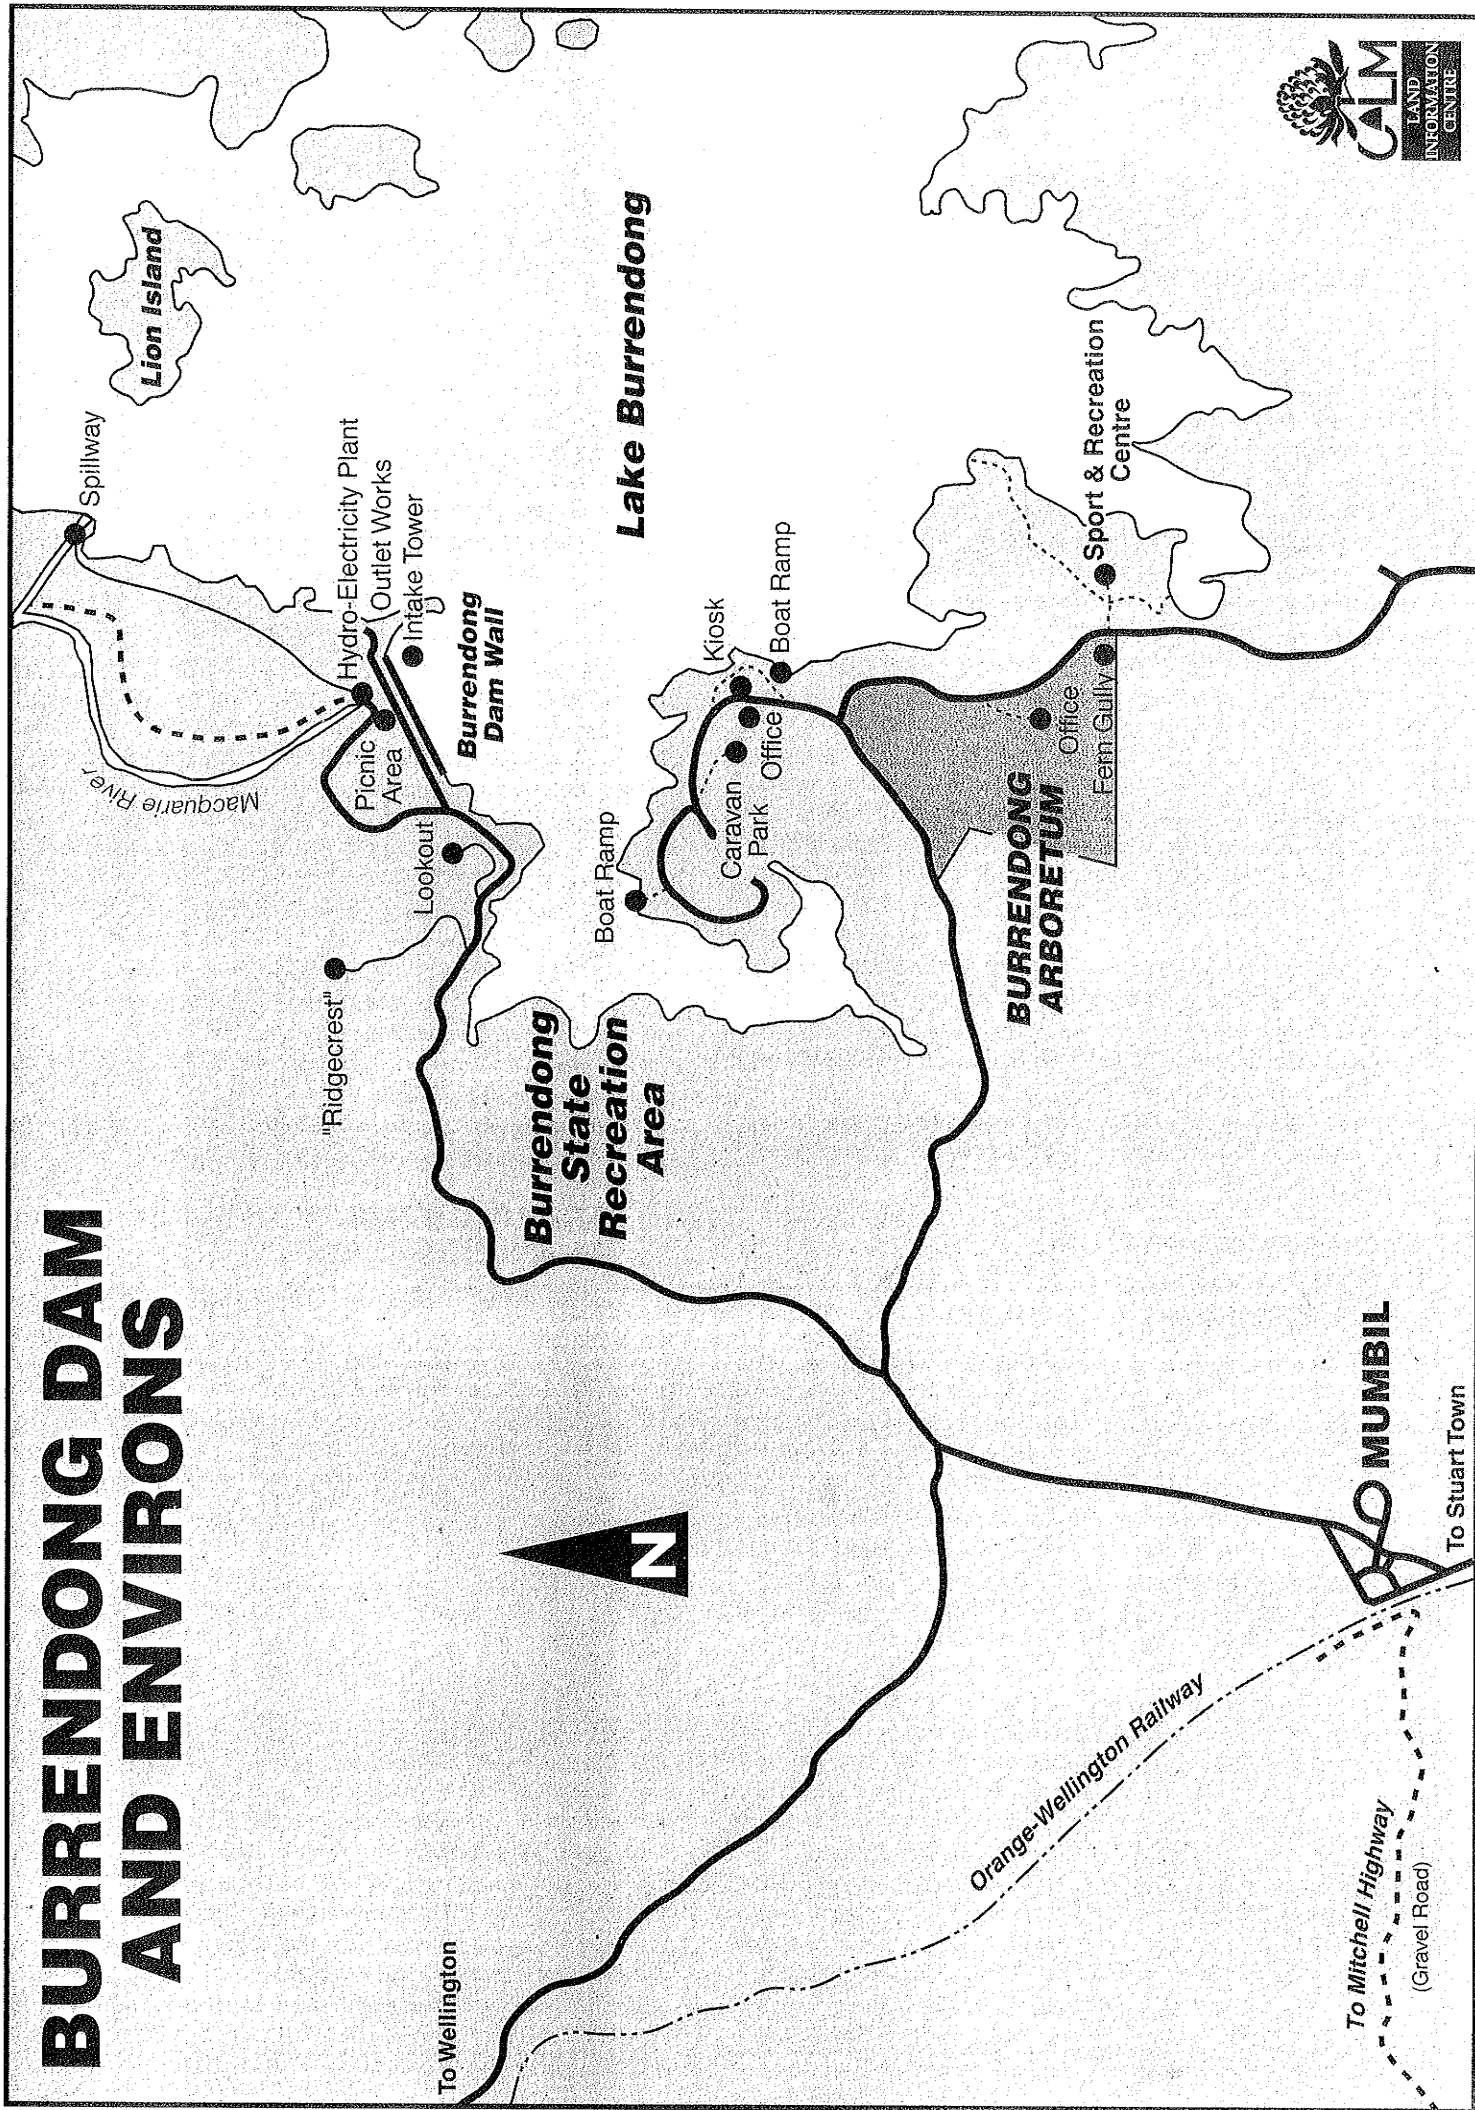 BURRENDONG DAM
AND ENVIRONS
Spillway
Lion Island
Macquarie River
Hydro-Electricity Plant
Outlet Works
Intake Tower
Picnic
Area
Burrendong
Dam Wall
Lookout
"Ridgecrest"
To Wellington
Burrendong
State
Recreation
Area
Lake Burrendong
Boat Ramp
Kiosk
Boat Ramp
Office
Caravan
Park
N
BURRENDONG
ARBORETUM
Office
Fern Gully
Sport & Recreation
Centre
Orange-Wellington Railway
To Mitchell Highway
(Gravel Road)
MUMBIL
To Stuart Town
CALM
LAND
INFORMATION
CENTRE